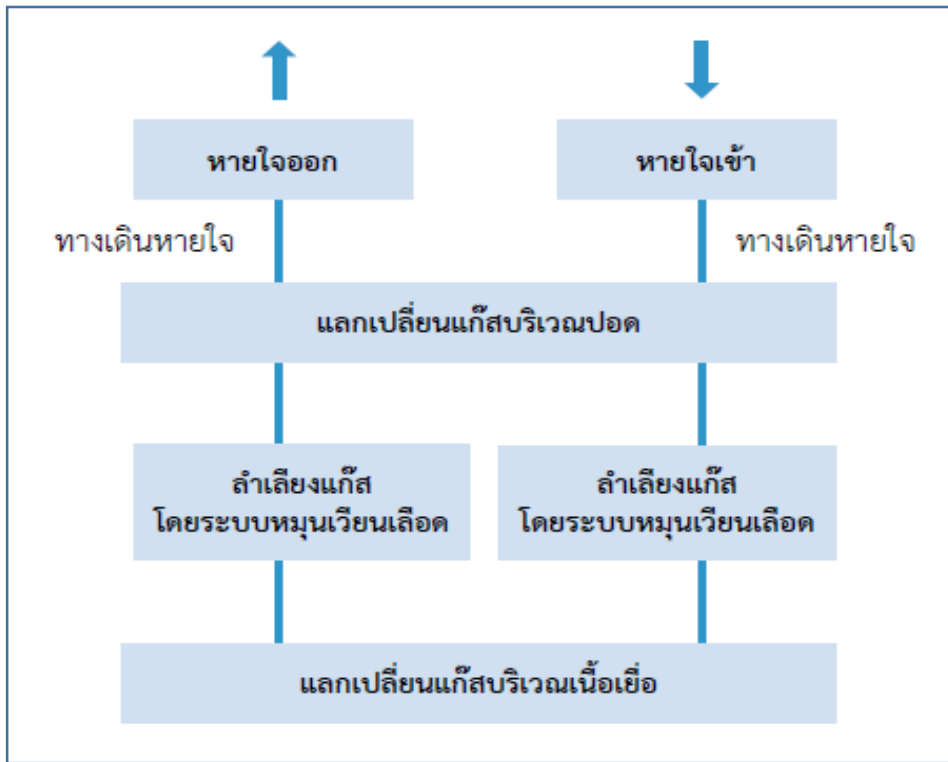 หายใจออก
หายใจเข้า
ทางเดินหายใจ
ทางเดินหายใจ
แลกเปลี่ยนแก๊สบริเวณปอด
ลำเลียงแก๊ส
โดยระบบหมุนเวียนเลือด
ลำเลียงแก๊ส
โดยระบบหมุนเวียนเลือด
แลกเปลี่ยนแก๊สบริเวณเนื้อเยื่อ